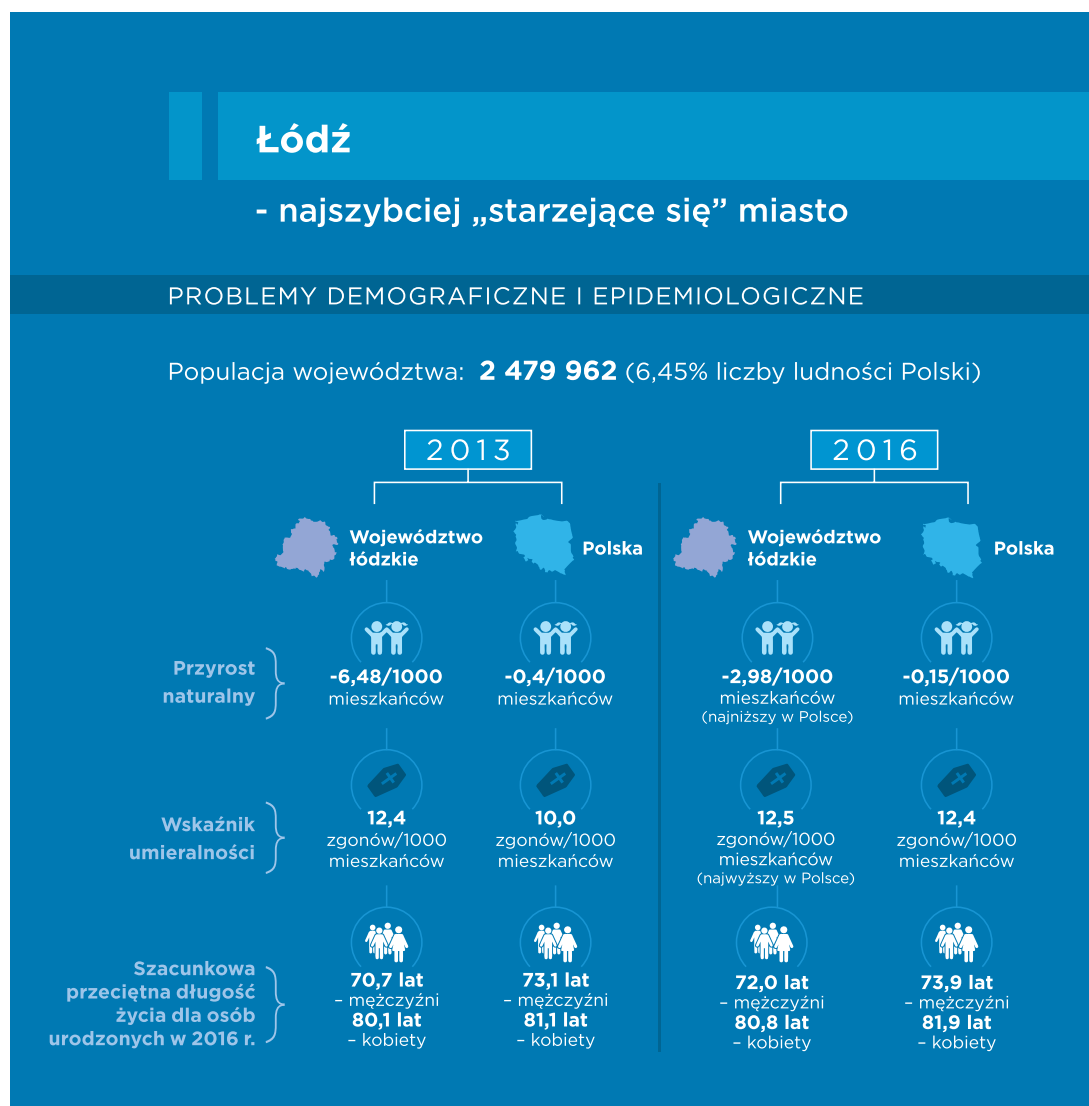 Łódź
- najszybciej „starzejące się” miasto
PROBLEMY DEMOGRAFICZNE I EPIDEMIOLOGICZNE
Populacja województwa: 2 479 962 (6,45% liczby ludności Polski)
2013
Województwo
łódzkie
Polska
2016
Województwo
łódzkie
Polska
Przyrost
naturalny
-6,48/1000
mieszkańców
-0,4/1000
mieszkańców
-2,98/1000
mieszkańców
(najniższy w Polsce)
-0,15/1000
mieszkańców
Wskaźnik
umieralności
12,4
zgonów/1000
mieszkańców
10,0
zgonów/1000
mieszkańców
12,5
zgonów/1000
mieszkańców
(najwyższy w Polsce)
12,4
zgonów/1000
mieszkańców
Szacunkowa
przeciętna długość
życia dla osób
urodzonych w 2016 r.
70,7 lat
– mężczyźni
80,1 lat
– kobiety
73,1 lat
– mężczyźni
81,1 lat
– kobiety
72,0 lat
– mężczyźni
80,8 lat
– kobiety
73,9 lat
– mężczyźni
81,9 lat
– kobiety